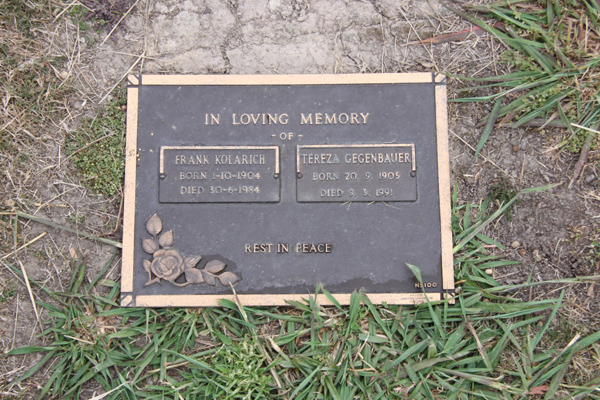 IN LOVING MEMORY
- OF -
FRANK KOLARICH
BORN 1-10-1904
DIED 30-6-1984
TEREZA GEGENBAUER
BORN 20. 9. 1905
DIED 9. 3. 1991
REST IN PEACE